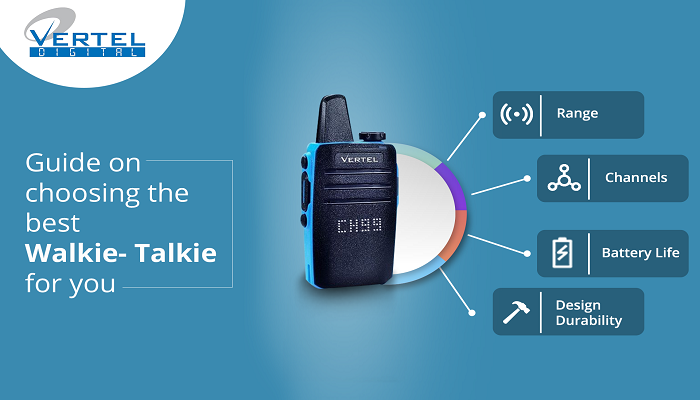 VERTEL
DIGITAL
Guide on
choosing the
best
Walkie- Talkie
for you
VERTEL
CH99
Range
Channels
Battery Life
Design
Durability